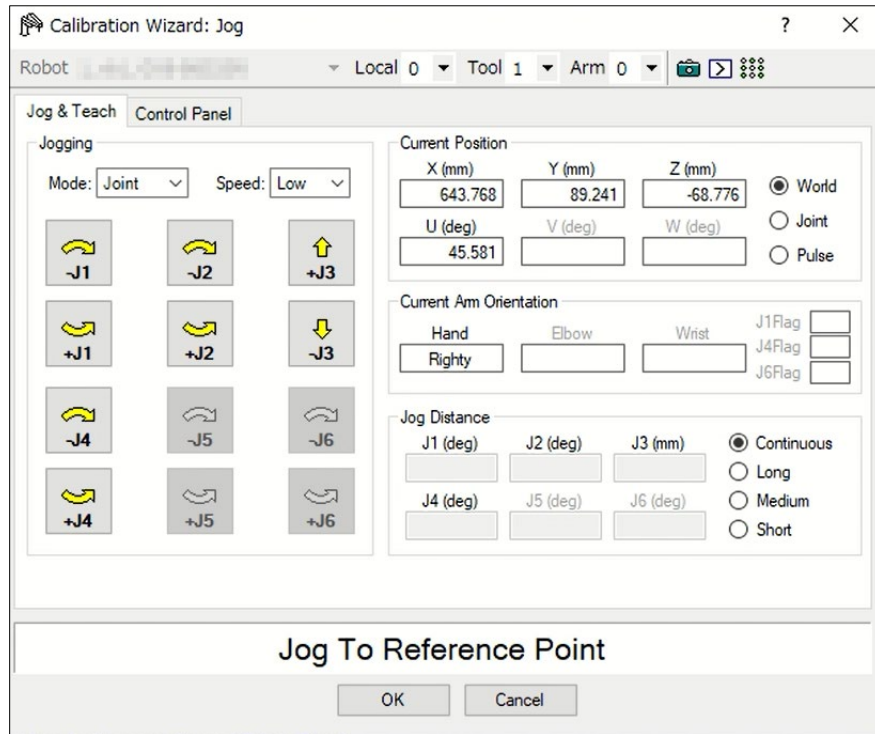 Calibration Wizard: Jog
?
Robot
Local 0 Tool 1 Arm 0
Jog & Teach Control Panel
Jogging
Mode: Joint Speed: Low
-J1 -J2 +J3
+J1 +J2 -J3
-J4 -J5 -J6
+J4 +J5 +J6
Current Position
X (mm) Y (mm) Z (mm)
643.768 89.241 -68.776
U (deg) V (deg) W (deg)
45.581
World
Joint
Pulse
Current Arm Orientation
Hand Elbow Wrist
Righty
J1Flag
J4Flag
J6Flag
Jog Distance
J1 (deg) J2 (deg) J3 (mm)
J4 (deg) J5 (deg) J6 (deg)
Continuous
Long
Medium
Short
Jog To Reference Point
OK Cancel